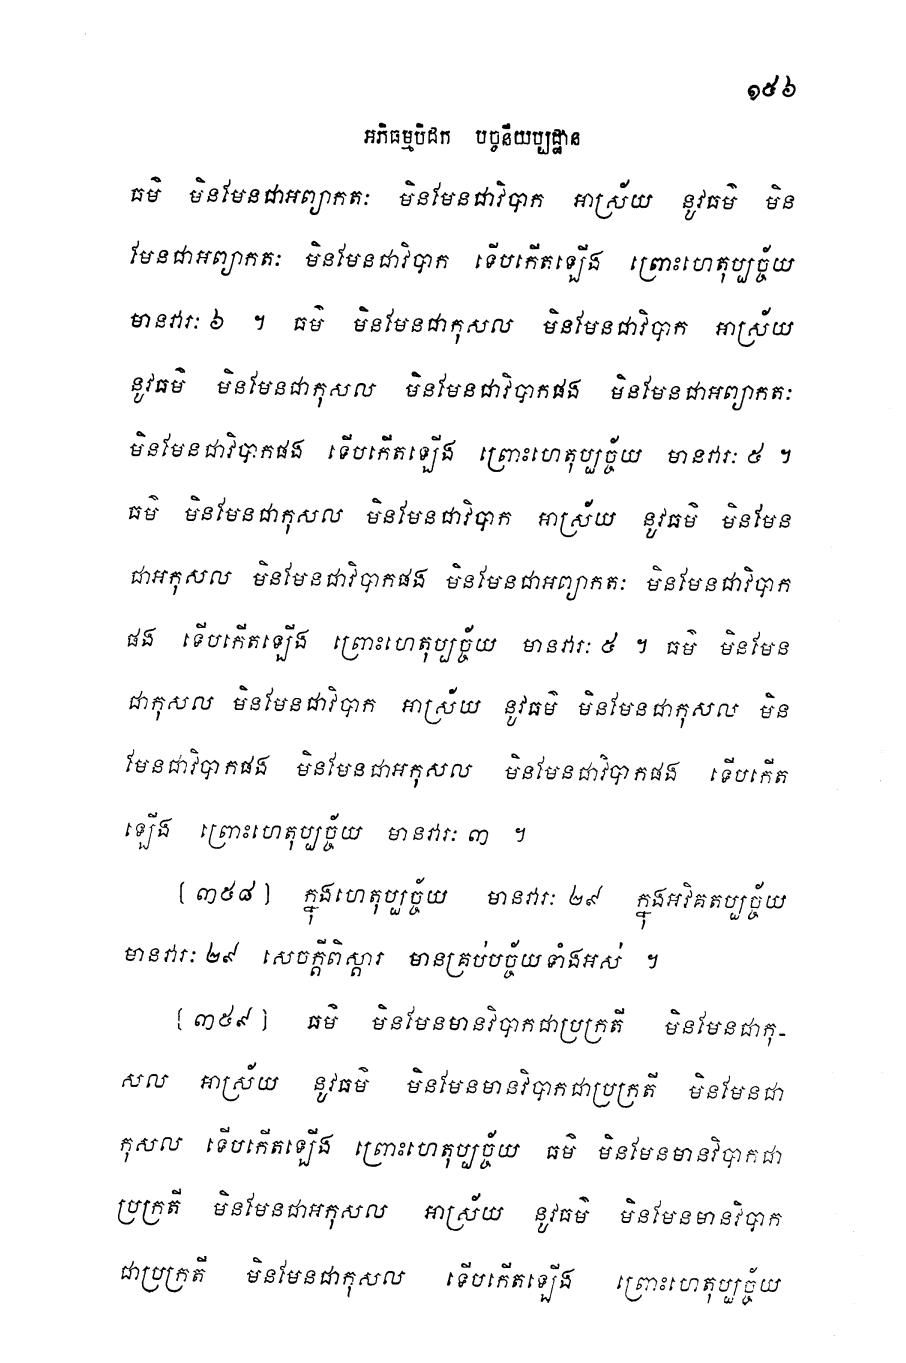 ១៥៦
អភិធម្មបិដក បច្ចនីយប្បដ្ឋាន
ធម៌ មិនមែនជាអព្យាកតៈ មិនមែនជាវិបាក អាស្រ័យ នូវធម៌ មិន
មែនជាអព្យាកតៈ មិនមែនជាវិបាក ទើបកើតឡើង ព្រោះហេតុប្បច្ច័យ
មានវារៈ ៦ ។ ធម៌ មិនមែនជាកុសល មិនមែនជាវិបាក អាស្រ័យ
នូវធម៌ មិនមែនជាកុសល មិនមែនជាវិបាកផង មិនមែនជាអព្យាកតៈ
មិនមែនជាវិបាកផង ទើបកើតឡើង ព្រោះហេតុប្បច្ច័យ មានវារៈ ៥ ។
ធម៌ មិនមែនជាកុសល មិនមែនជាវិបាក អាស្រ័យ នូវធម៌ មិនមែន
ជាអកុសល មិនមែនជាវិបាកផង មិនមែនជាអព្យាកតៈ មិនមែនជាវិបាក
ផង ទើបកើតឡើង ព្រោះហេតុប្បច្ច័យ មានវារៈ ៥ ។ ធម៌ មិនមែន
ជាកុសល មិនមែនជាវិបាក អាស្រ័យ នូវធម៌ មិនមែនជាកុសល មិន
មែនជាវិបាកផង មិនមែនជាអកុសល មិនមែនជាវិបាកផង ទើបកើត
ឡើង ព្រោះហេតុប្បច្ច័យ មានវារៈ ៣ ។
[៣៥៨] ក្នុងហេតុប្បច្ច័យ មានវារៈ ២៩ ក្នុងអវិគតប្បច្ច័យ
មានវារៈ ២៩ សេចក្តីពិស្តារ មានគ្រប់បច្ច័យទាំងអស់ ។
[៣៥៩] ធម៌ មិនមែនមានវិបាកជាប្រក្រតី មិនមែនជាកុ-
សល អាស្រ័យ នូវធម៌ មិនមែនមានវិបាកជាប្រក្រតី មិនមែនជា
កុសល ទើបកើតឡើង ព្រោះហេតុប្បច្ច័យ ធម៌ មិនមែនមានវិបាកជា
ប្រក្រតី មិនមែនជាអកុសល អាស្រ័យ នូវធម៌ មិនមែនមានវិបាក
ជាប្រក្រតី មិនមែនជាកុសល ទើបកើតឡើង ព្រោះហេតុប្បច្ច័យ